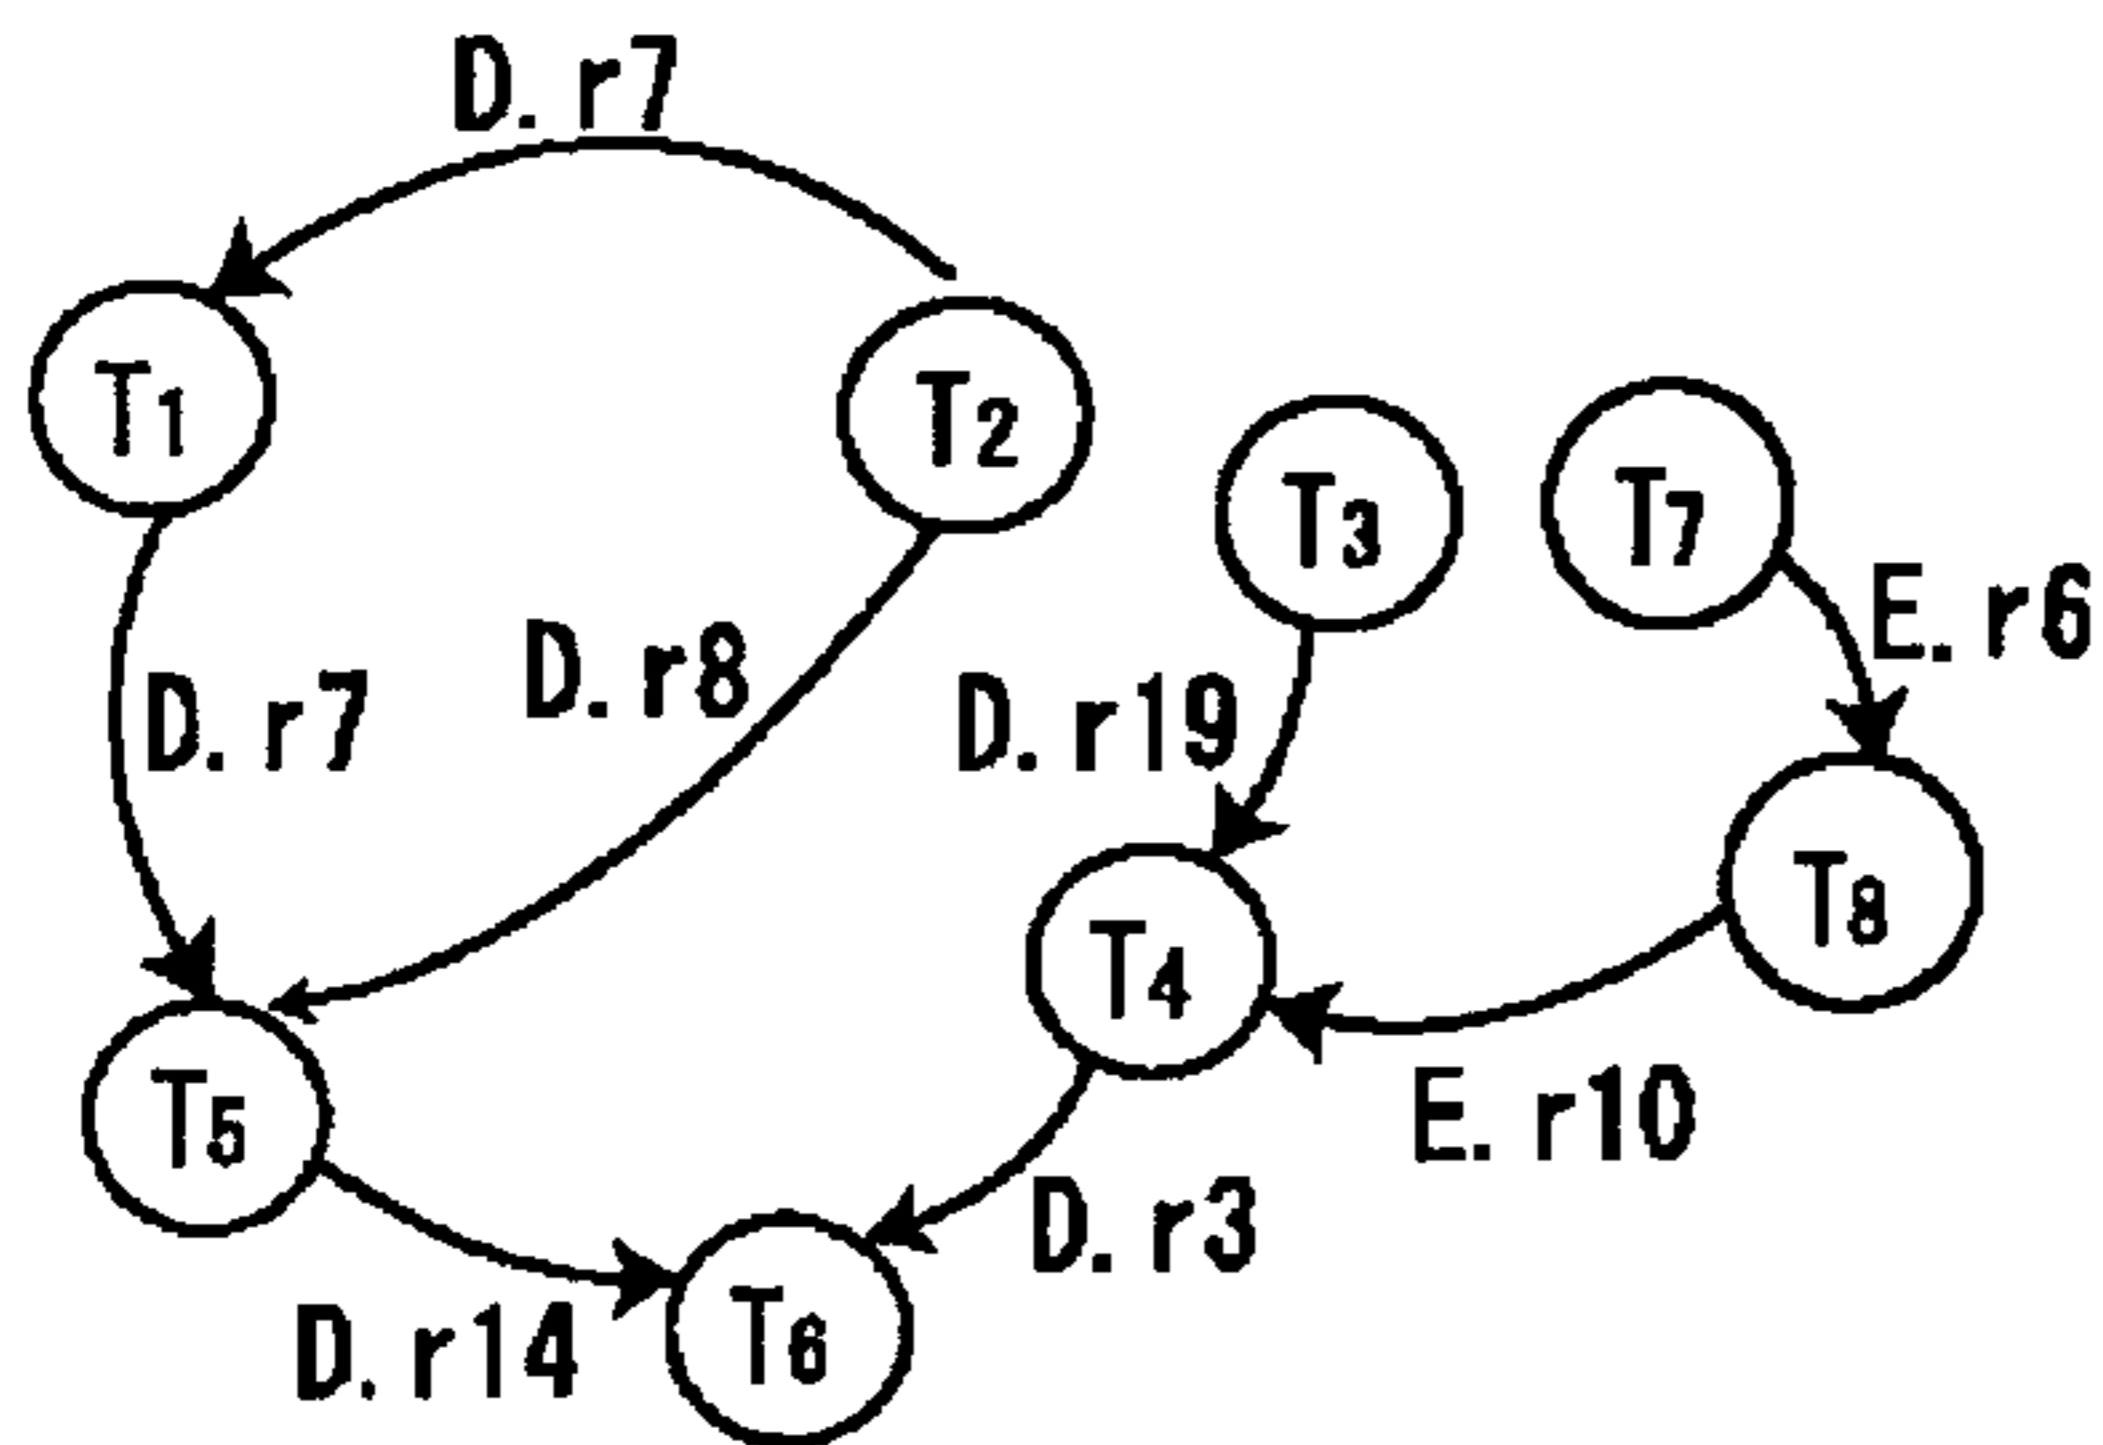 D. r7
T1
T2
T3
T7
E. r6
D. r7
D. r8
D. r19
T4
T8
T5
E. r10
D. r3
T6
D. r14